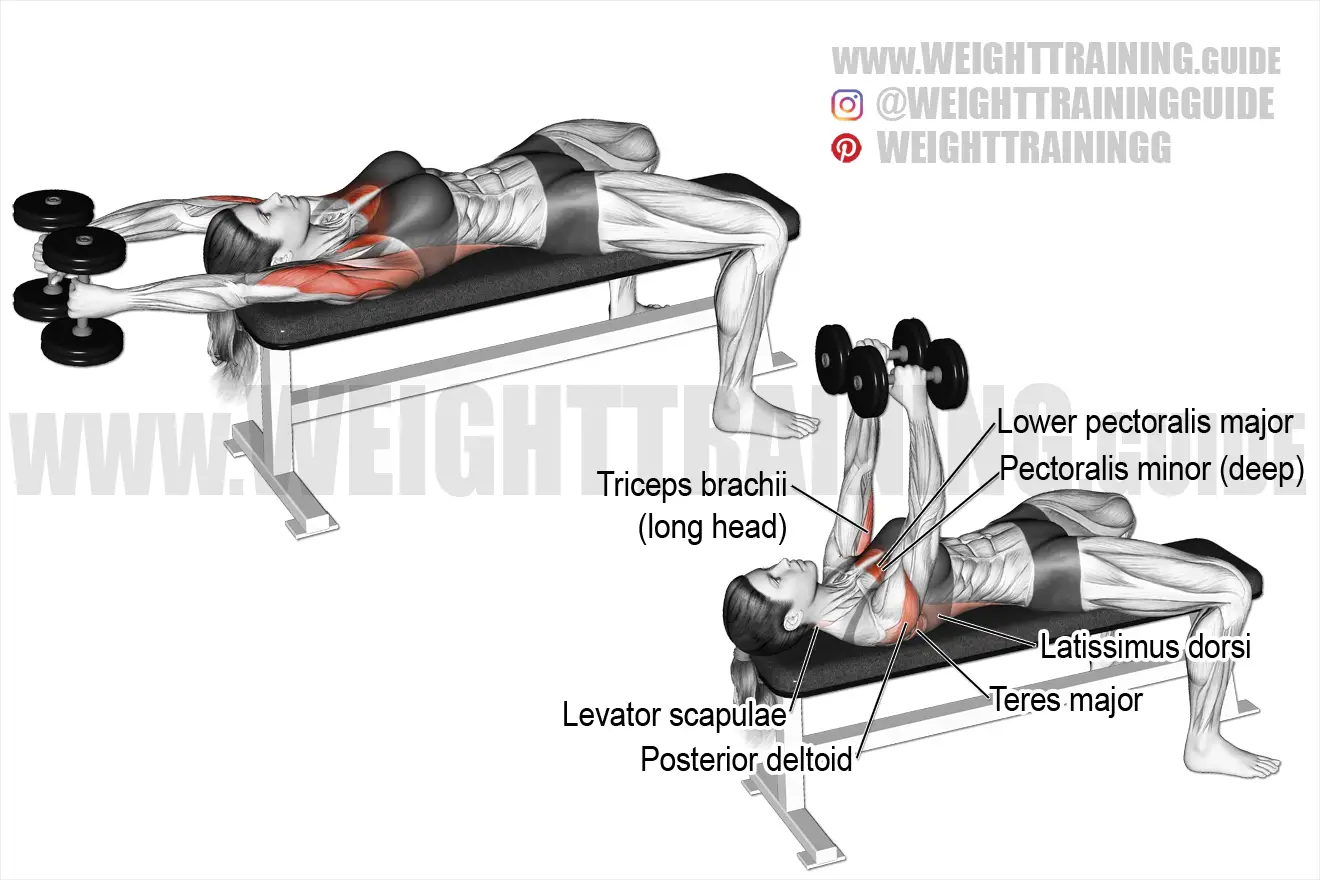 www.WEIGHTTRAINING.GUIDE
@WEIGHTTRAININGGUIDE
WEIGHTTRAININGG
www.WEIGHTTRAINING.GUIDE
Lower pectoralis major
Pectoralis minor (deep)
Triceps brachii
(long head)
Latissimus dorsi
Teres major
Levator scapulae
Posterior deltoid